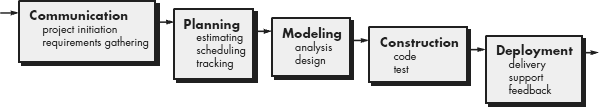 Communication
project initiation
requirements gathering
Planning
estimating
scheduling
tracking
Modeling
analysis
design
Construction
code
test
Deployment
delivery
support
feedback